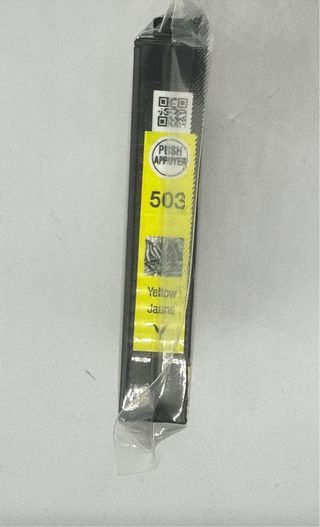 PUSH
APPUYER
503
Yellow
Jaune
Y